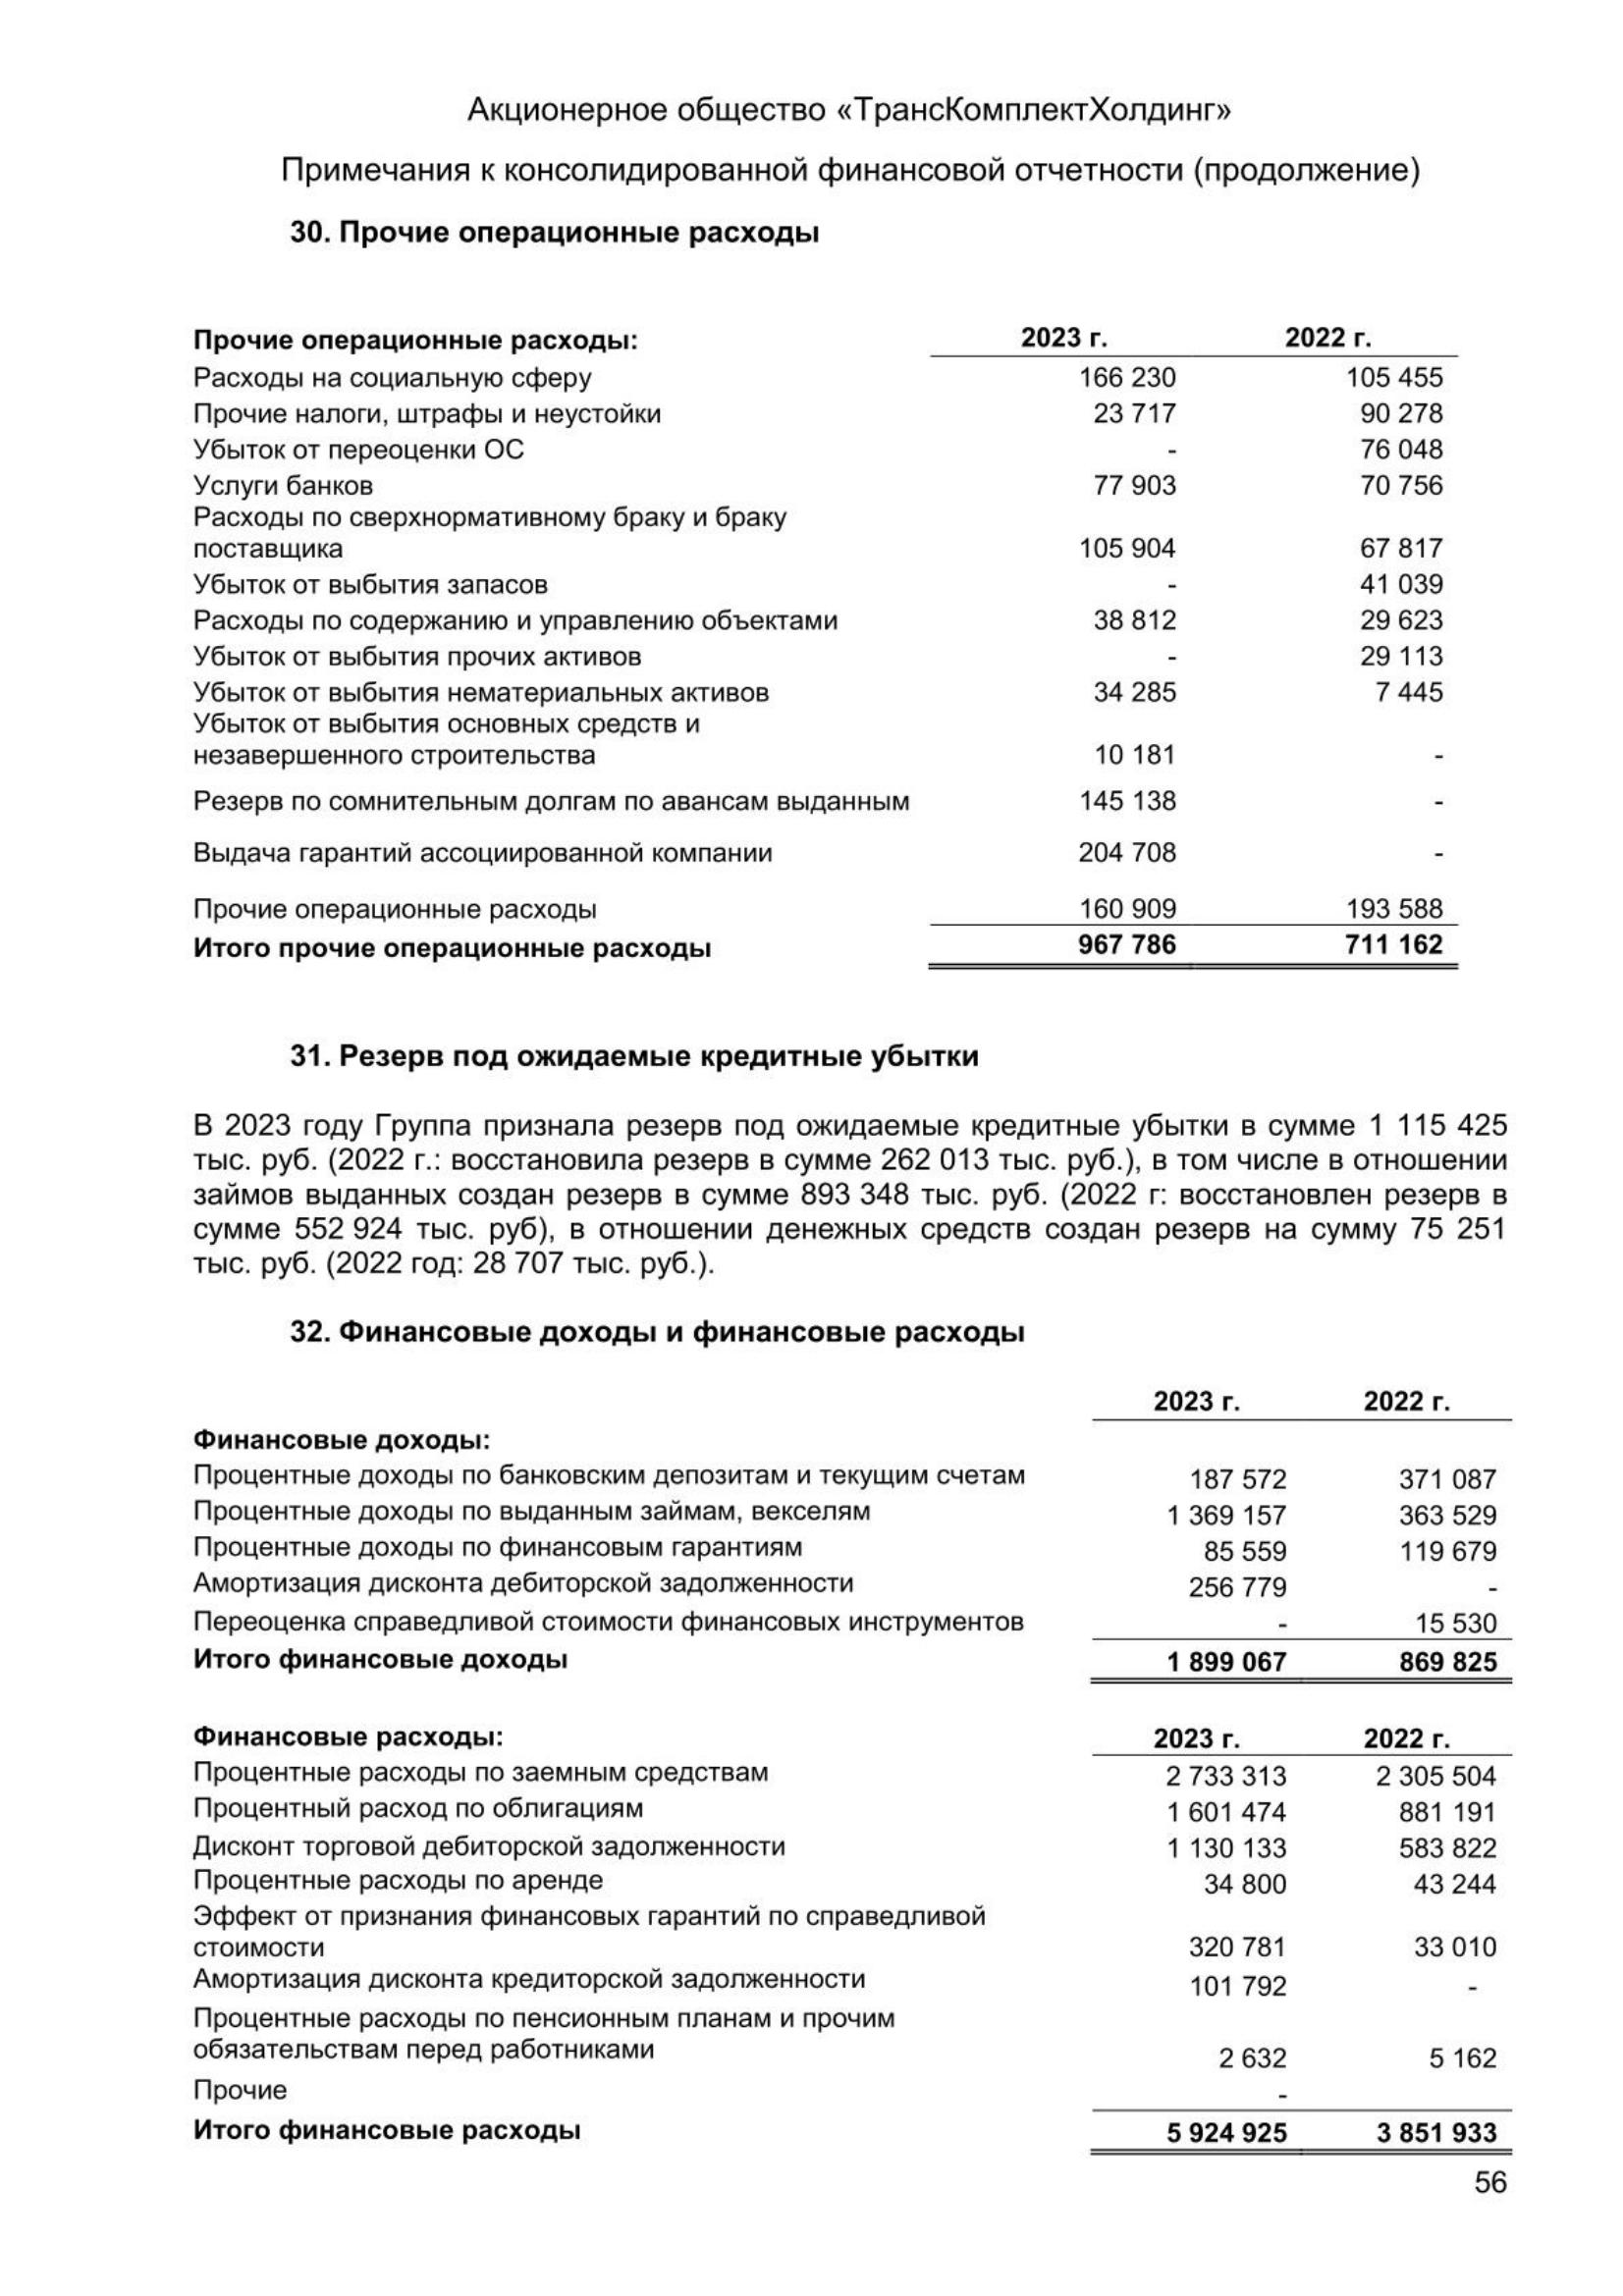 Акционерное общество «ТрансКомплектХолдинг»
Примечания к консолидированной финансовой отчетности (продолжение)
30. Прочие операционные расходы
Прочие операционные расходы: 2023 г. 2022 г.
Расходы на социальную сферу 166 230 105 455
Прочие налоги, штрафы и неустойки 23 717 90 278
Убыток от переоценки ОС - 76 048
Услуги банков 77 903 70 756
Расходы по сверхнормативному браку и браку
поставщика 105 904 67 817
Убыток от выбытия запасов - 41 039
Расходы по содержанию и управлению объектами 38 812 29 623
Убыток от выбытия прочих активов - 29 113
Убыток от выбытия нематериальных активов 34 285 7 445
Убыток от выбытия основных средств и
незавершенного строительства 10 181 -
Резерв по сомнительным долгам по авансам выданным 145 138 -
Выдача гарантий ассоциированной компании 204 708 -
Прочие операционные расходы 160 909 193 588
Итого прочие операционные расходы 967 786 711 162
31. Резерв под ожидаемые кредитные убытки
В 2023 году Группа признала резерв под ожидаемые кредитные убытки в сумме 1 115 425
тыс. руб. (2022 г.: восстановила резерв в сумме 262 013 тыс. руб.), в том числе в отношении
займов выданных создан резерв в сумме 893 348 тыс. руб. (2022 г: восстановлен резерв в
сумме 552 924 тыс. руб), в отношении денежных средств создан резерв на сумму 75 251
тыс. руб. (2022 год: 28 707 тыс. руб.).
32. Финансовые доходы и финансовые расходы
2023 г. 2022 г.
Финансовые доходы:
Процентные доходы по банковским депозитам и текущим счетам 187 572 371 087
Процентные доходы по выданным займам, векселям 1 369 157 363 529
Процентные доходы по финансовым гарантиям 85 559 119 679
Амортизация дисконта дебиторской задолженности 256 779 -
Переоценка справедливой стоимости финансовых инструментов - 15 530
Итого финансовые доходы 1 899 067 869 825
Финансовые расходы: 2023 г. 2022 г.
Процентные расходы по заемным средствам 2 733 313 2 305 504
Процентный расход по облигациям 1 601 474 881 191
Дисконт торговой дебиторской задолженности 1 130 133 583 822
Процентные расходы по аренде 34 800 43 244
Эффект от признания финансовых гарантий по справедливой
стоимости 320 781 33 010
Амортизация дисконта кредиторской задолженности 101 792 -
Процентные расходы по пенсионным планам и прочим
обязательствам перед работниками 2 632 5 162
Прочие -
Итого финансовые расходы 5 924 925 3 851 933
56